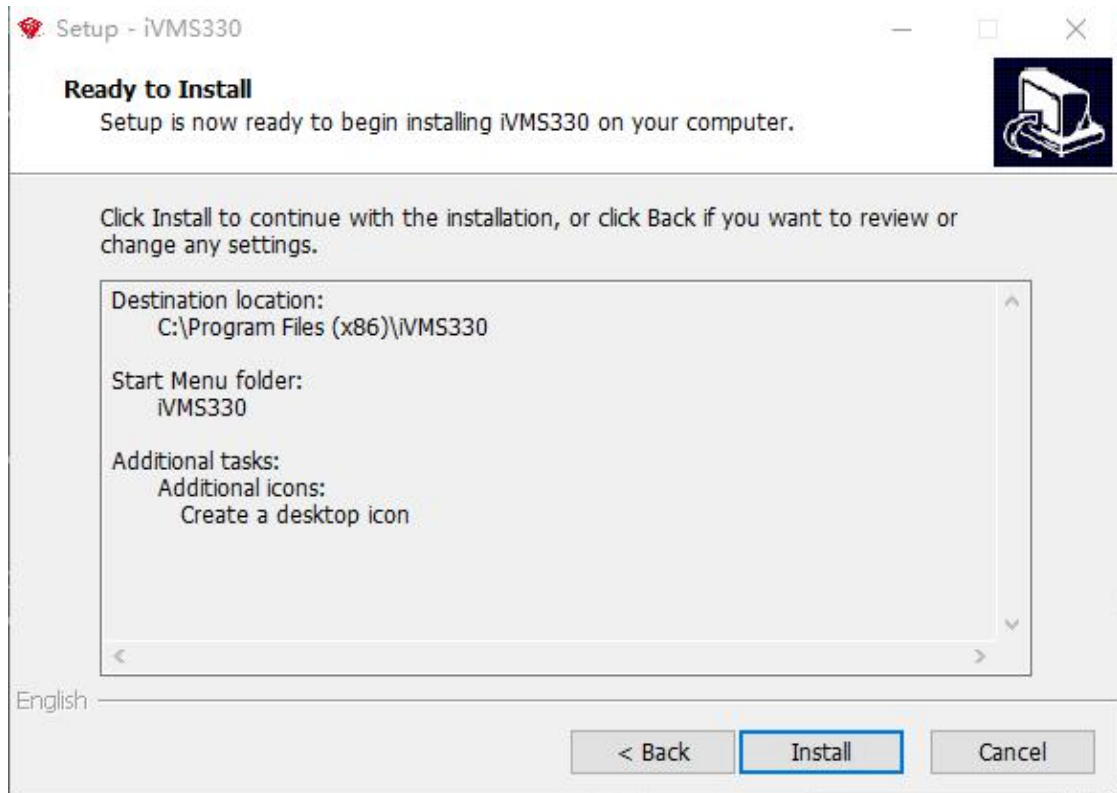 Setup - iVMS330
Ready to Install
Setup is now ready to begin installing iVMS330 on your computer.
Click Install to continue with the installation, or click Back if you want to review or
change any settings.
Destination location:
C:\Program Files (x86)\iVMS330
Start Menu folder:
iVMS330
Additional tasks:
Additional icons:
Create a desktop icon
English
< Back
Install
Cancel